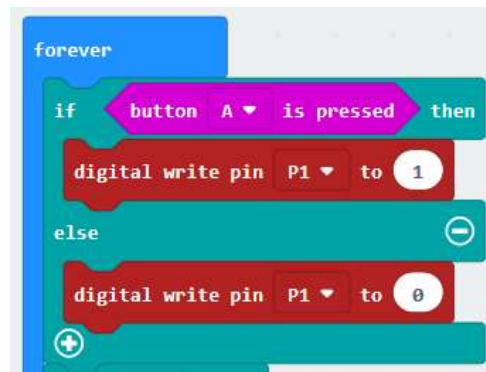 forever
if button A is pressed then
digital write pin P1 to 1
else
digital write pin P1 to 0